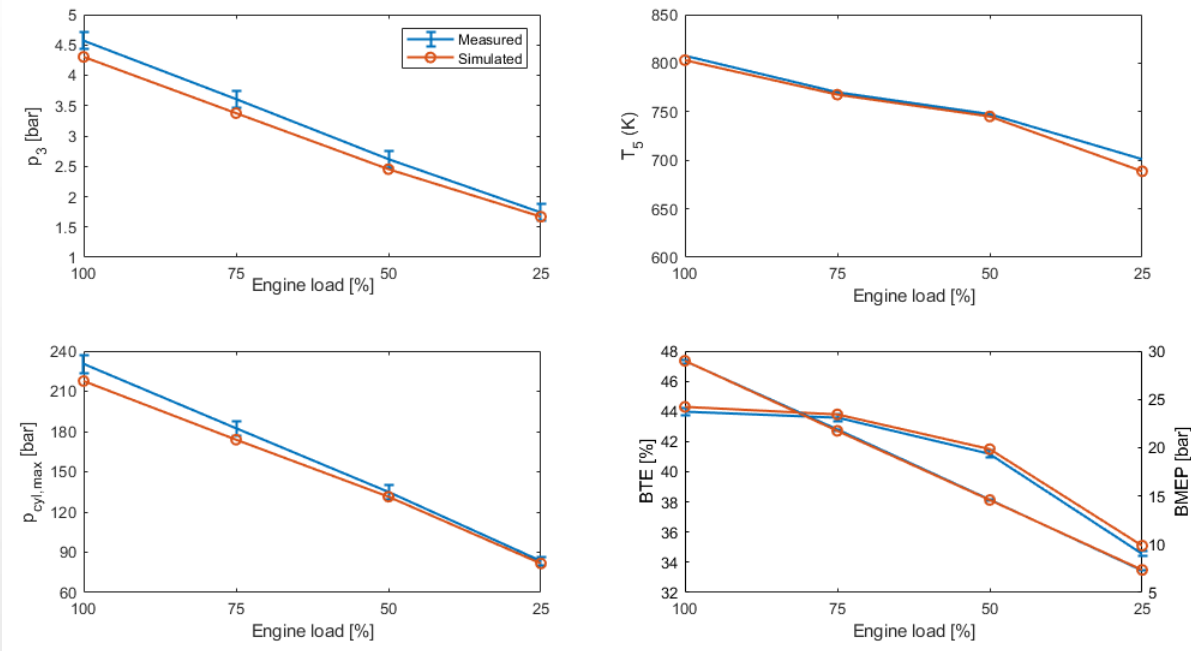 5
4.5
4
3.5
3
2.5
2
1.5
1
p3 [bar]
Measured
Simulated
100 75 50 25
Engine load [%]
850
800
750
700
650
600
T5 (K)
100 75 50 25
Engine load [%]
240
210
180
150
120
90
60
pcyl,max [bar]
100 75 50 25
Engine load [%]
48
46
44
42
40
38
36
34
32
BTE [%]
30
25
20
15
10
5
BMEP [bar]
100 75 50 25
Engine load [%]